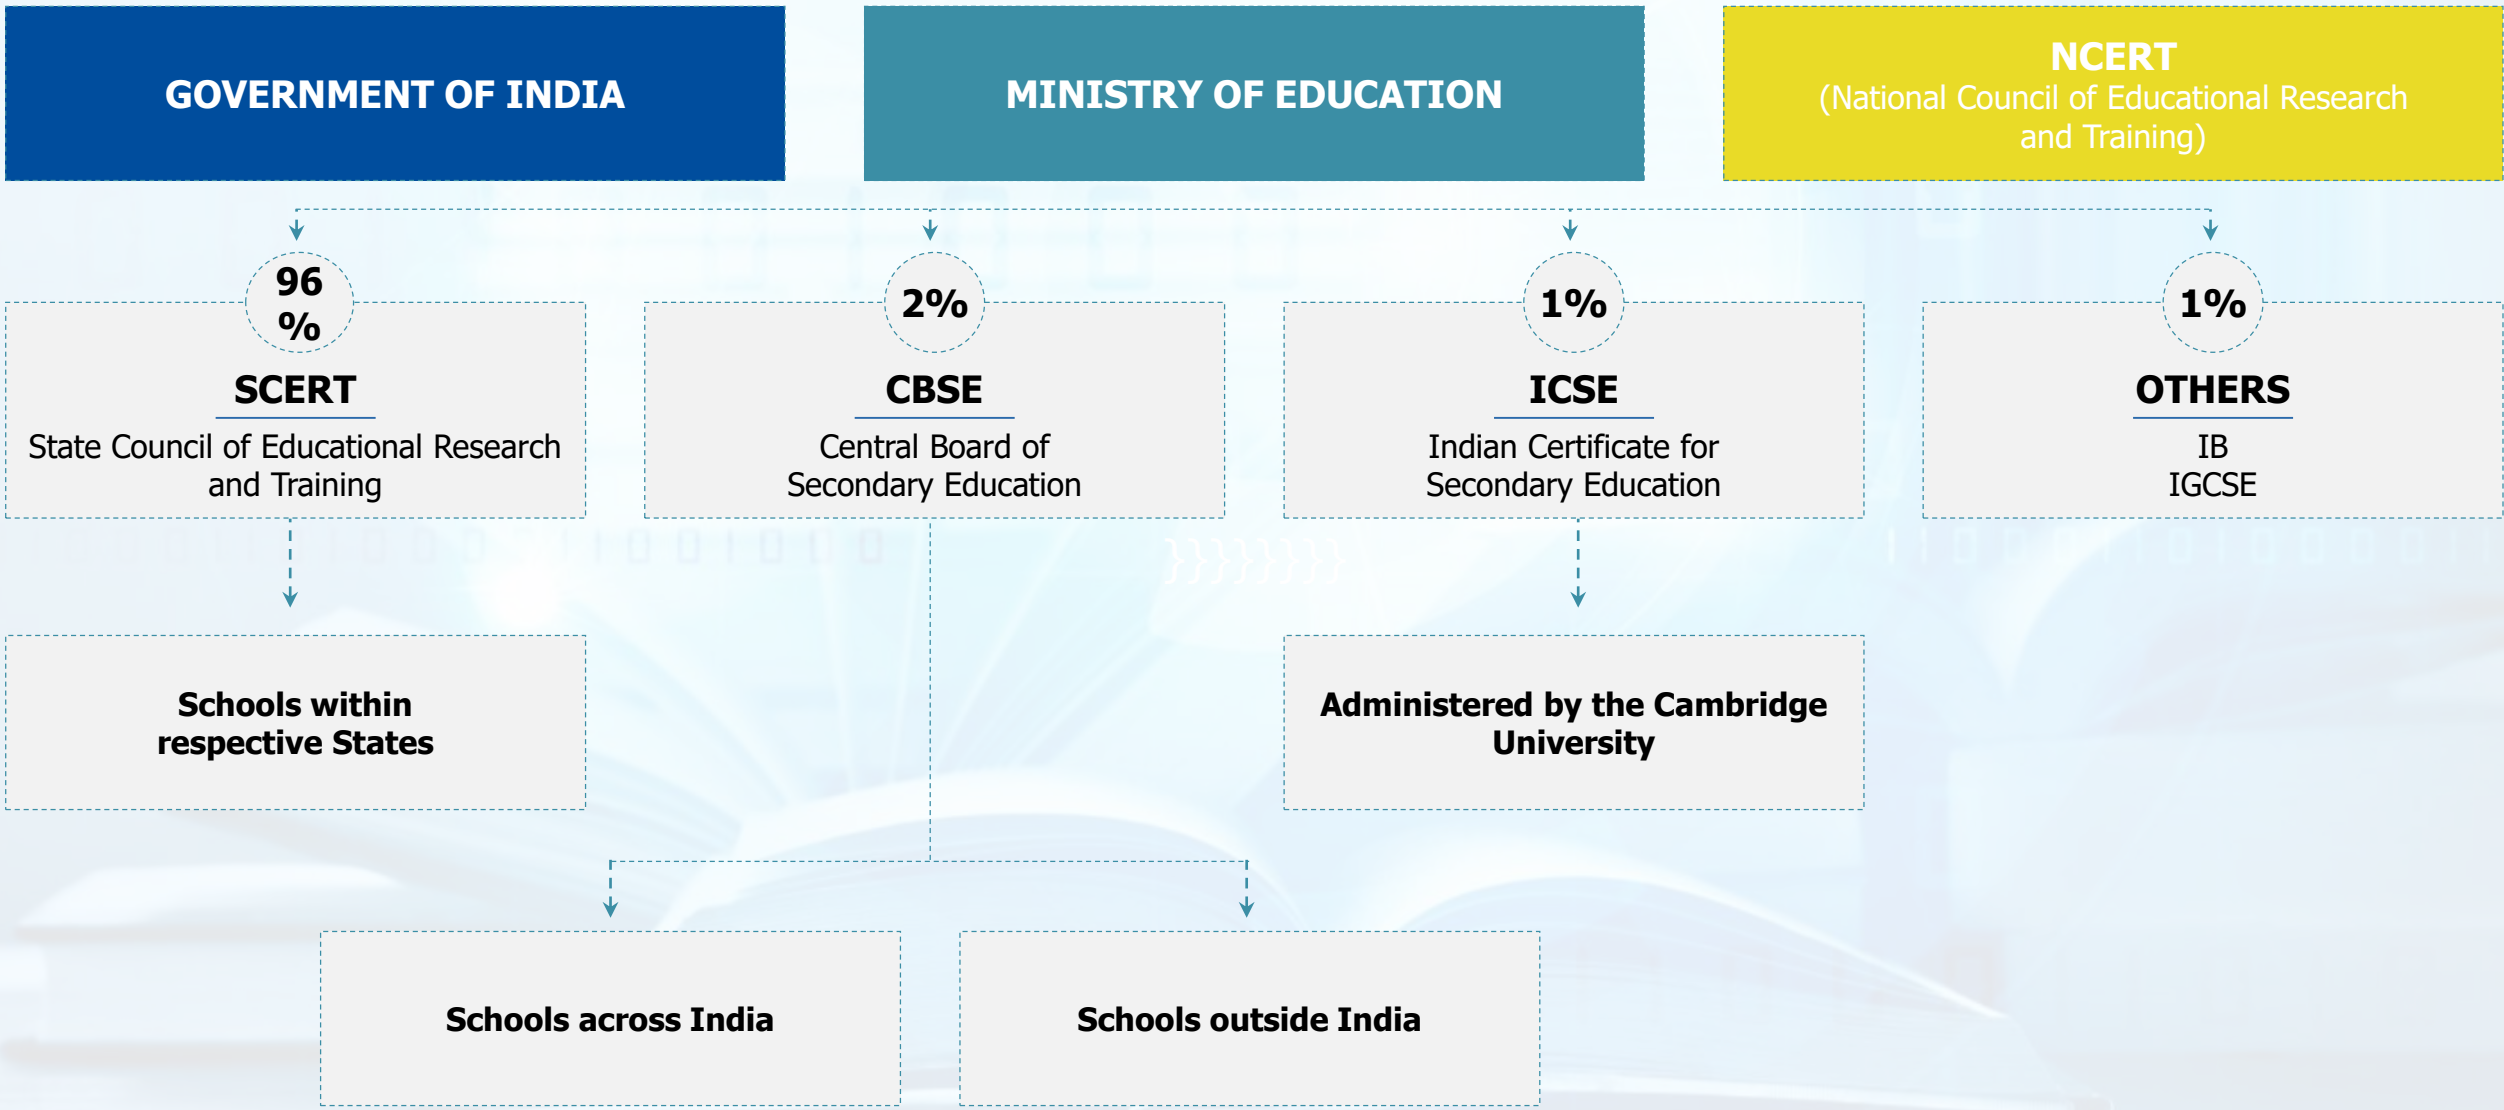 GOVERNMENT OF INDIA
MINISTRY OF EDUCATION
NCERT
(National Council of Educational Research
and Training)
96
%
SCERT
State Council of Educational Research
and Training
2%
CBSE
Central Board of
Secondary Education
1%
ICSE
Indian Certificate for
Secondary Education
1%
OTHERS
IB
IGCSE
}}}}}}}}
Schools within
respective States
Administered by the Cambridge
University
Schools across India
Schools outside India